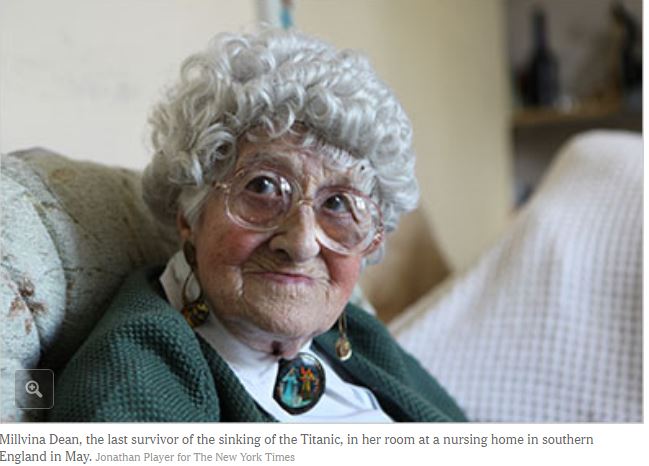 Millvina Dean, the last survivor of the sinking of the Titanic, in her room at a nursing home in southern
England in May. Jonathan Player for The New York Times